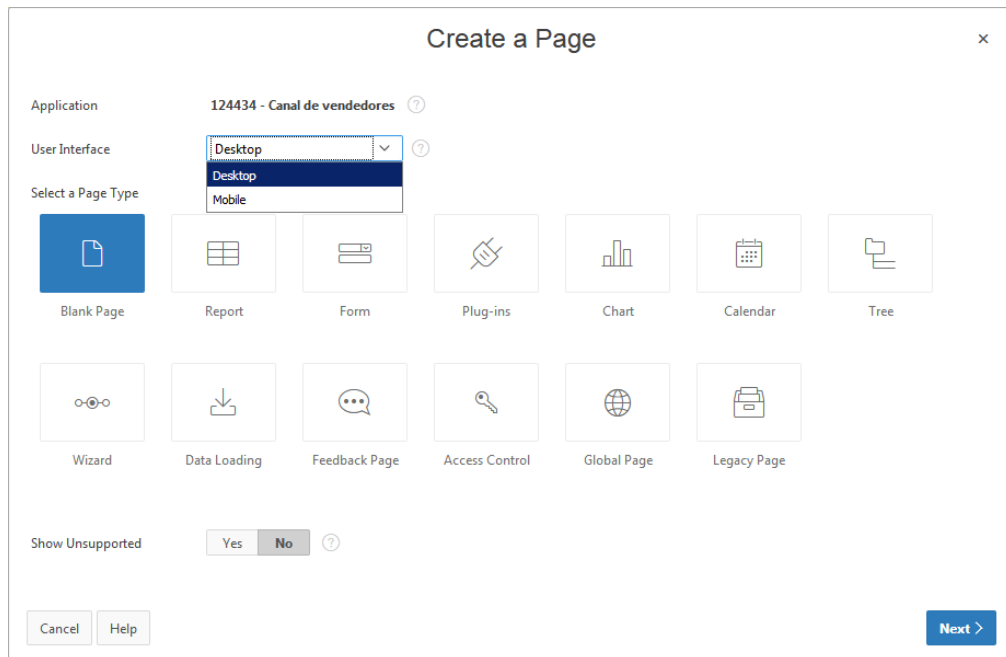 Create a Page
Application 124434 - Canal de vendedores ?
User Interface Desktop ?
Desktop
Mobile
Select a Page Type
Blank Page Report Form Plug-ins Chart Calendar Tree
Wizard Data Loading Feedback Page Access Control Global Page Legacy Page
Show Unsupported Yes No ?
Cancel Help Next